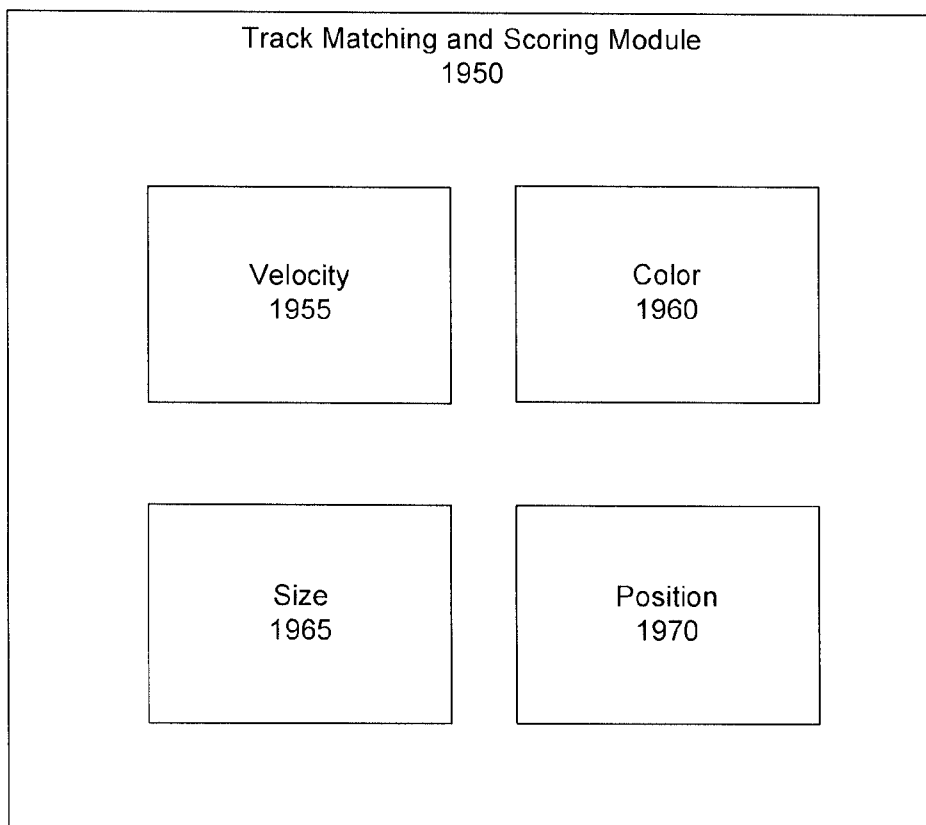 Track Matching and Scoring Module
1950
Velocity
1955
Color
1960
Size
1965
Position
1970